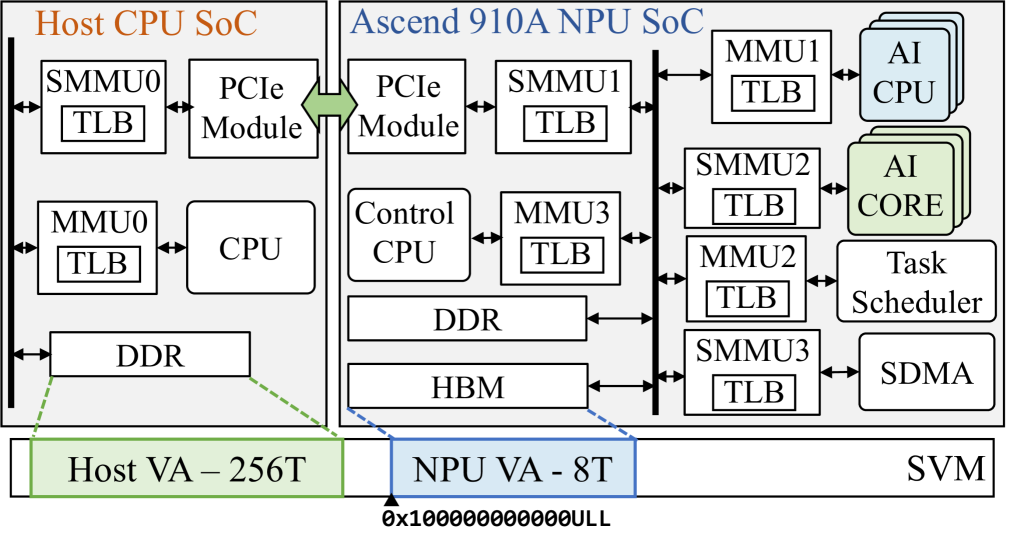 Host CPU SoC
SMMU0
TLB
PCIe
Module
MMU0
TLB
CPU
DDR
Ascend 910A NPU SoC
PCIe
Module
SMMU1
TLB
Control
CPU
MMU3
TLB
DDR
HBM
MMU1
TLB
AI
CPU
SMMU2
TLB
AI
CORE
MMU2
TLB
Task
Scheduler
SMMU3
TLB
SDMA
Host VA – 256T
NPU VA - 8T
SVM
0x100000000000ULL